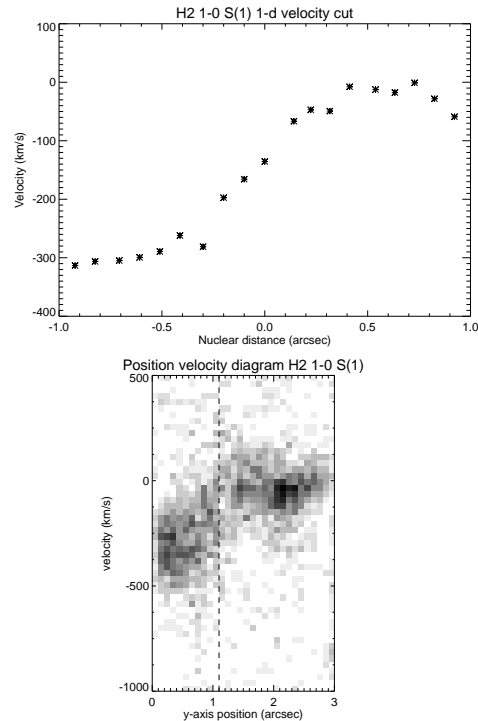 H2 1-0 S(1) 1-d velocity cut
100
0
-100
-200
-300
-400
Velocity (km/s)
-1.0 -0.5 0.0 0.5 1.0
Nuclear distance (arcsec)
Position velocity diagram H2 1-0 S(1)
500
0
-500
-1000
velocity (km/s)
0 1 2 3
y-axis position (arcsec)